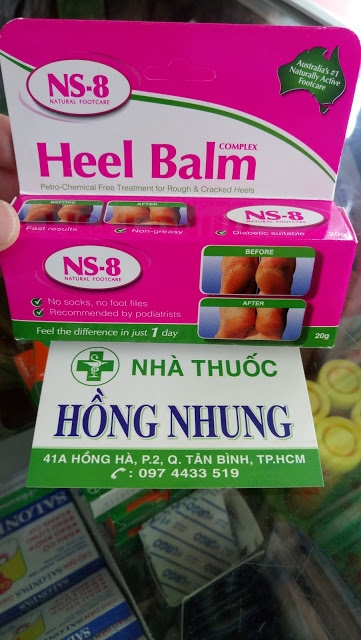 NS-8
NATURAL FOOTCARE
Australia's #1
Naturally Active
Footcare
Heel Balm
COMPLEX
Petro-Chemical Free Treatment for Rough & Cracked Heels
BEFORE
AFTER
Fast results
Non-greasy
NS-8
NATURAL FOOTCARE
Diabetic suitable
20g
NS-8
NATURAL FOOTCARE
BEFORE
AFTER
No socks, no foot files
Recommended by podiatrists
Feel the difference in just 1 day
20g
NHÀ THUỐC
HỒNG NHUNG
41A HỒNG HÀ, P.2, Q. TÂN BÌNH, TP.HCM
: 097 4433 519
SALONPAS